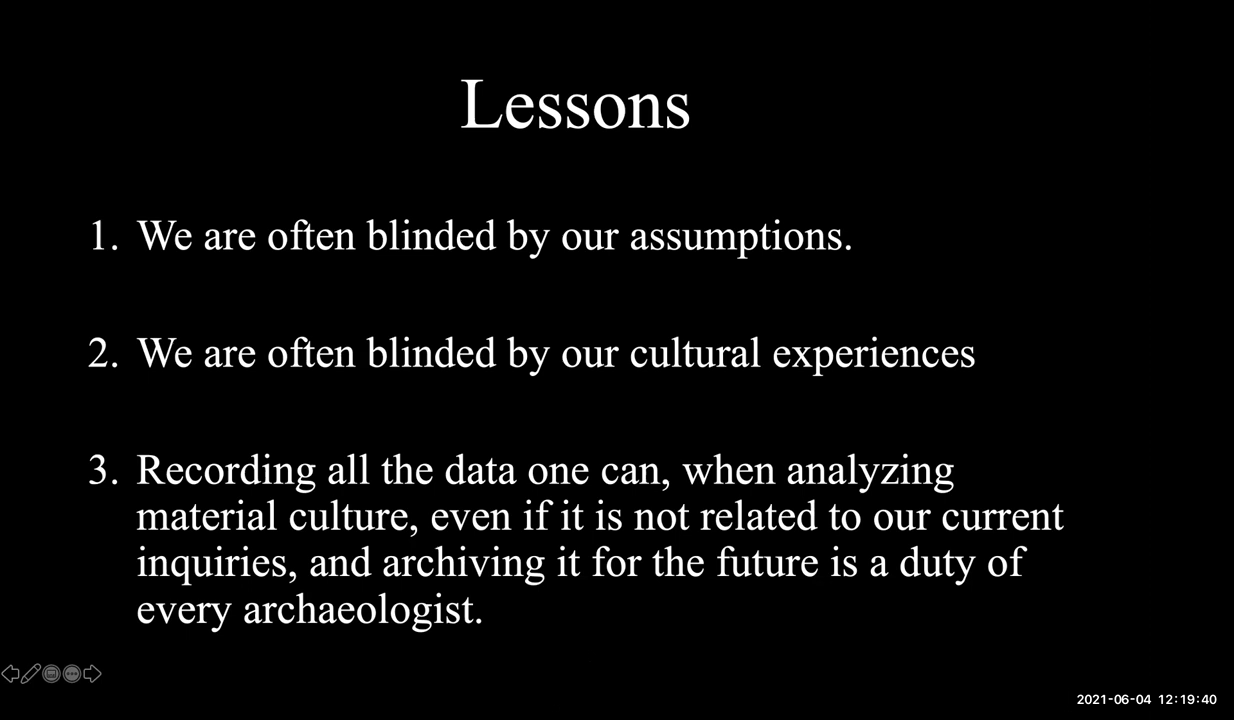 Lessons
1. We are often blinded by our assumptions.
2. We are often blinded by our cultural experiences
3. Recording all the data one can, when analyzing
material culture, even if it is not related to our current
inquiries, and archiving it for the future is a duty of
every archaeologist.
2021-06-04 12:19:40